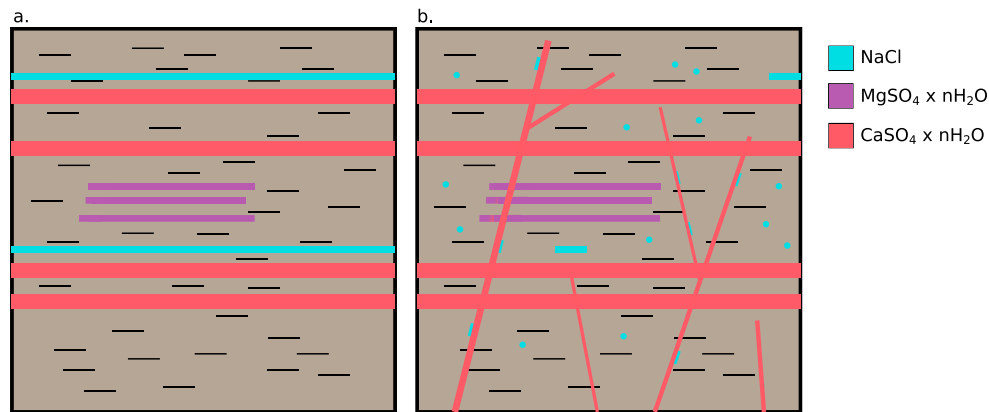 a.
b.
NaCl
MgSO₄ x nH₂O
CaSO₄ x nH₂O